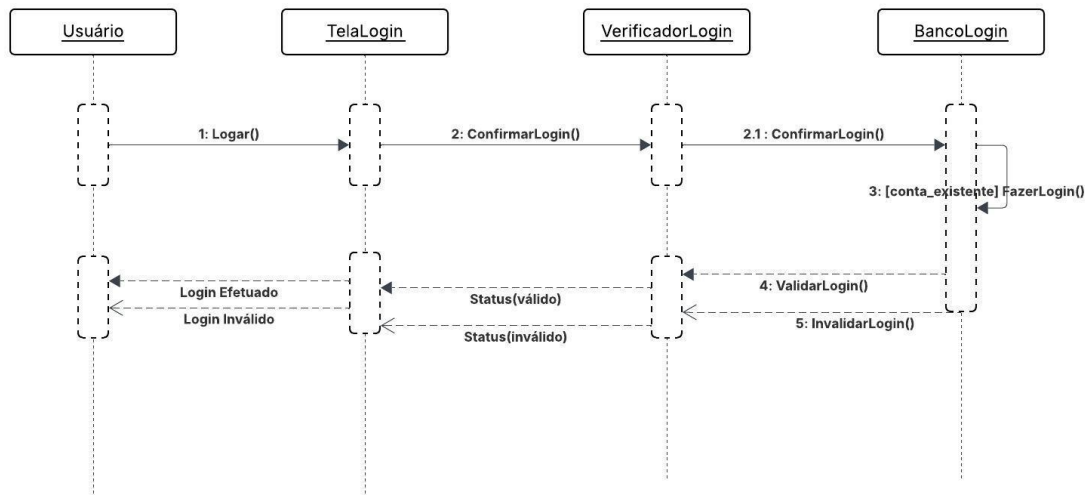 Usuário
TelaLogin
VerificadorLogin
BancoLogin
1: Logar()
2: ConfirmarLogin()
2.1 : ConfirmarLogin()
3: [conta_existente] FazerLogin()
4: ValidarLogin()
Login Efetuado
Status(válido)
Login Inválido
5: InvalidarLogin()
Status(inválido)